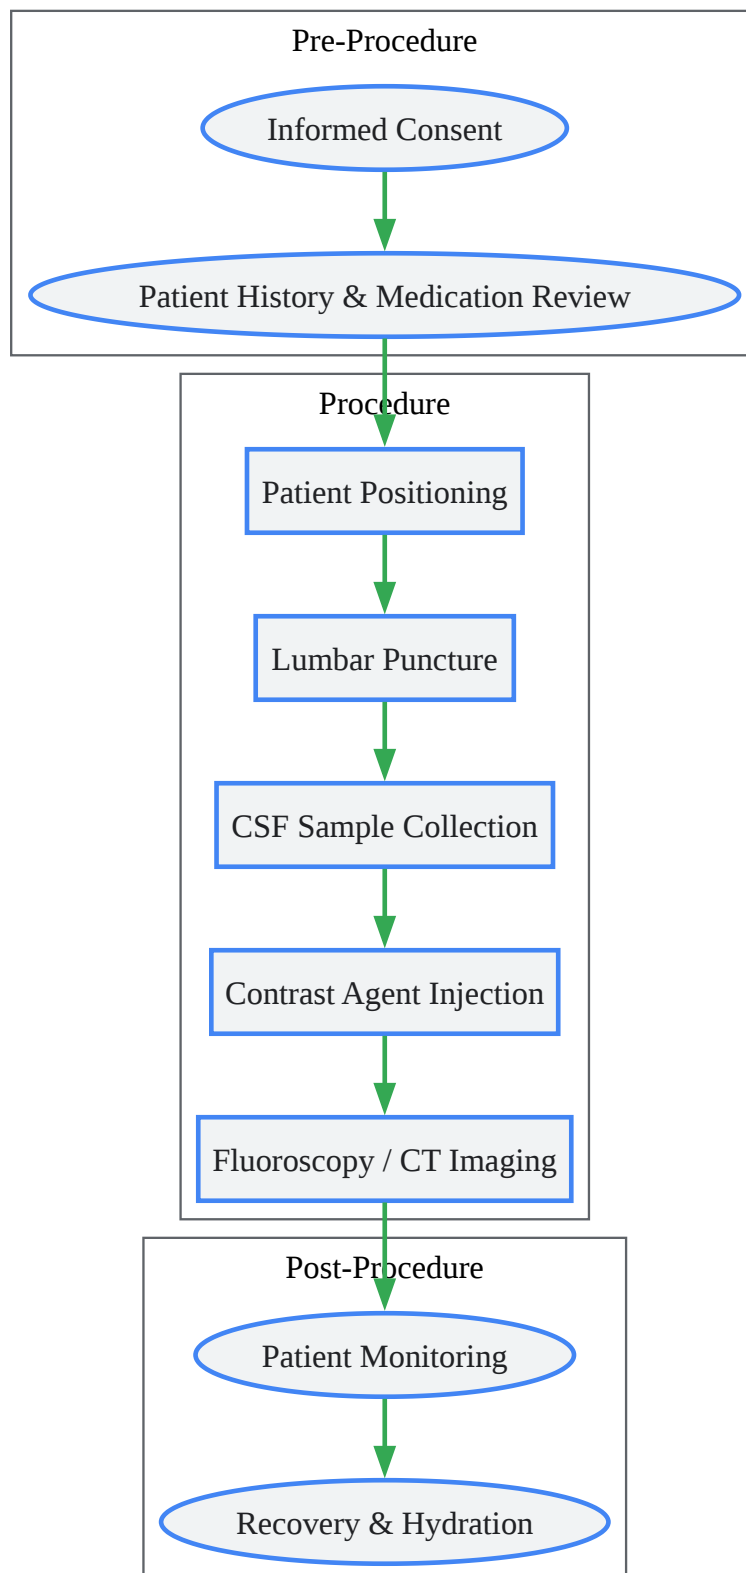 Pre-Procedure
Informed Consent
Patient History & Medication Review
Procedure
Patient Positioning
Lumbar Puncture
CSF Sample Collection
Contrast Agent Injection
Fluoroscopy / CT Imaging
Post-Procedure
Patient Monitoring
Recovery & Hydration